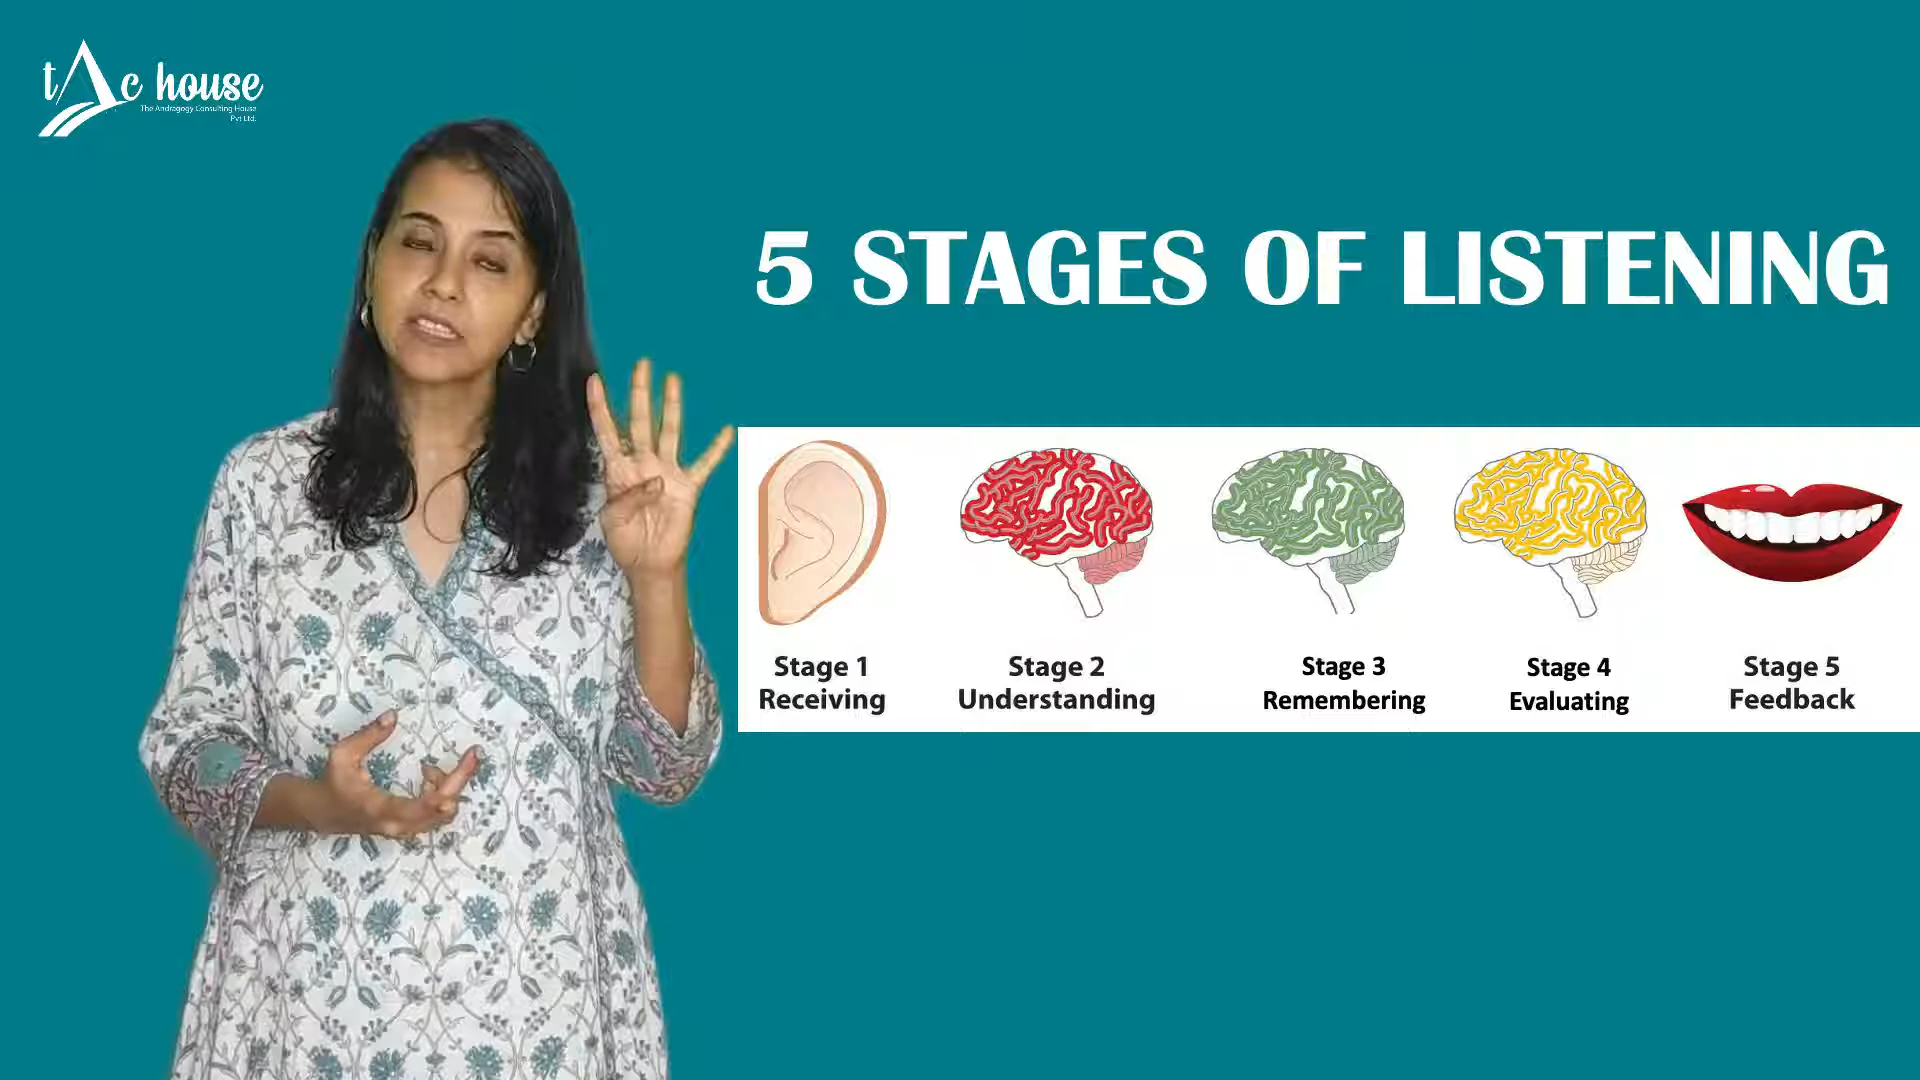 tAc house
The Andragogy Consulting House
Pvt Ltd.
5 STAGES OF LISTENING
Stage 1
Receiving
Stage 2
Understanding
Stage 3
Remembering
Stage 4
Evaluating
Stage 5
Feedback